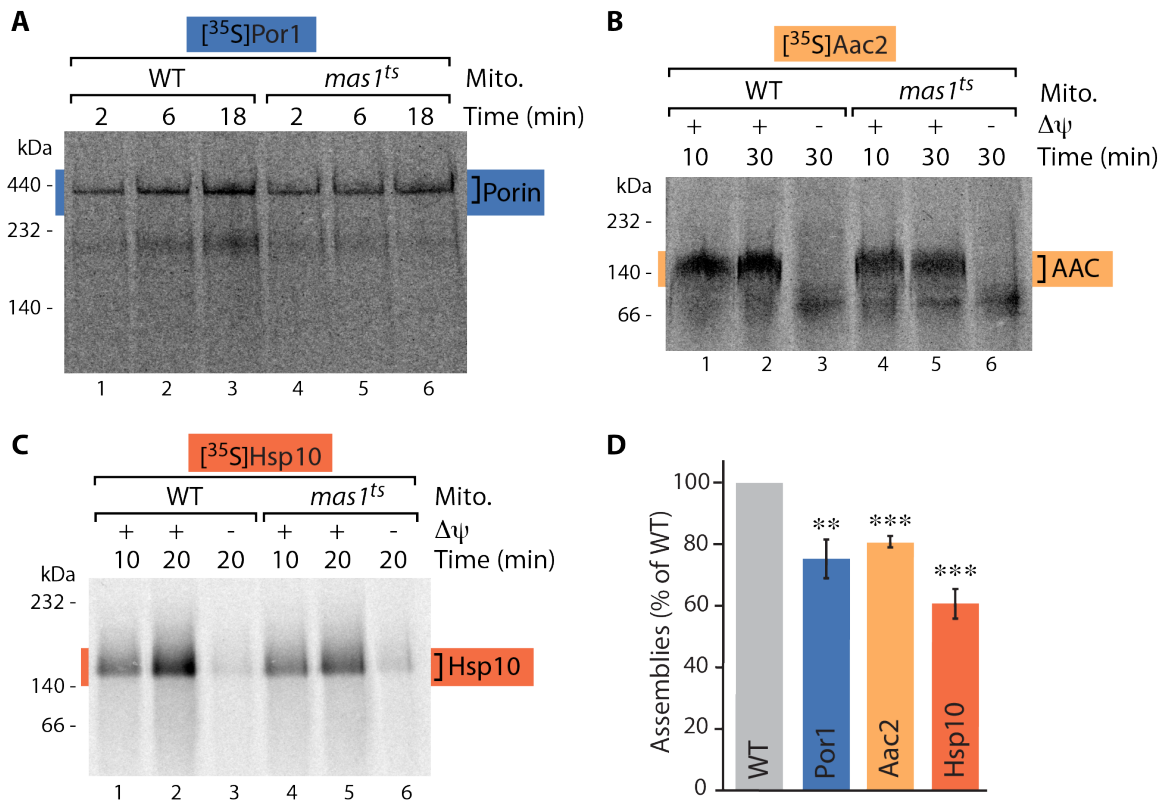 A
[³⁵S]Por1
WT mas1ᵗˢ Mito.
2 6 18 2 6 18 Time (min)
kDa
440 -
Porin
232 -
140 -
1 2 3 4 5 6
B
[³⁵S]Aac2
WT mas1ᵗˢ Mito.
+ + - + + - Δψ
10 30 30 10 30 30 Time (min)
kDa
232 -
140 -
AAC
66 -
1 2 3 4 5 6
C
[³⁵S]Hsp10
WT mas1ᵗˢ Mito.
+ + - + + - Δψ
10 20 20 10 20 20 Time (min)
kDa
232 -
Hsp10
140 -
66 -
1 2 3 4 5 6
D
Assemblies (% of WT)
100
80
60
40
20
0
** *** ***
WT Por1 Aac2 Hsp10